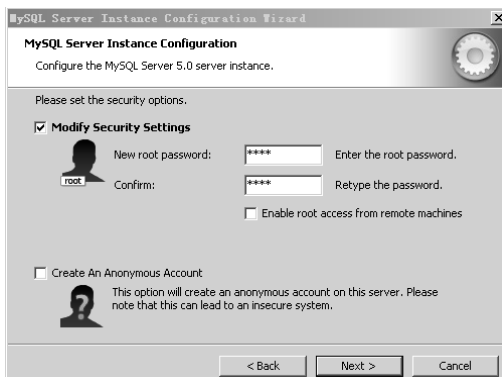 MySQL Server Instance Configuration Wizard
MySQL Server Instance Configuration
Configure the MySQL Server 5.0 server instance.
Please set the security options.
Modify Security Settings
New root password: **** Enter the root password.
root
Confirm: **** Retype the password.
Enable root access from remote machines
Create An Anonymous Account
This option will create an anonymous account on this server. Please
note that this can lead to an insecure system.
< Back Next > Cancel